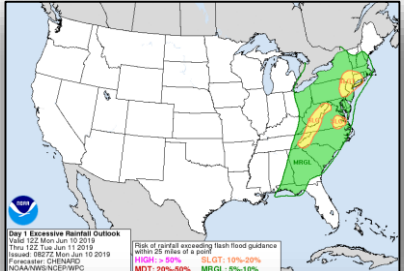 MRGL
noaa
Day 1 Excessive Rainfall Outlook
Valid 12Z Mon Jun 10 2019
Thru 12Z Tue Jun 11 2019
Issued: 0827Z Mon Jun 10 2019
Forecaster: CHENARD
NOAA/NWS/NCEP/WPC
Risk of rainfall exceeding flash flood guidance
within 25 miles of a point
HIGH: > 50% SLGT: 10%-20%
MDT: 20%-50% MRGL: 5%-10%